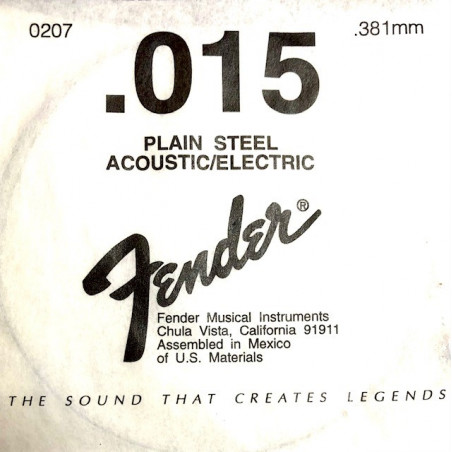 0207 .381mm
.015
PLAIN STEEL
ACOUSTIC/ELECTRIC
Fender®
Fender Musical Instruments
Chula Vista, California 91911
Assembled in Mexico
of U.S. Materials
THE SOUND THAT CREATES LEGENDS